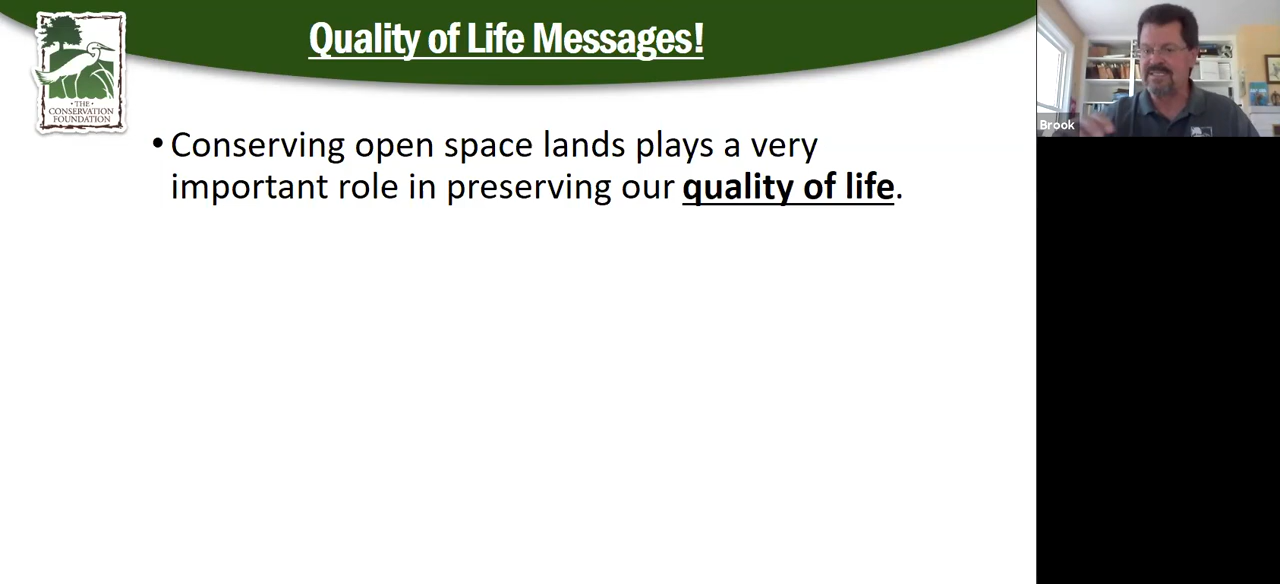 Quality of Life Messages!
• THE •
CONSERVATION
FOUNDATION
Brook
• Conserving open space lands plays a very
important role in preserving our quality of life.